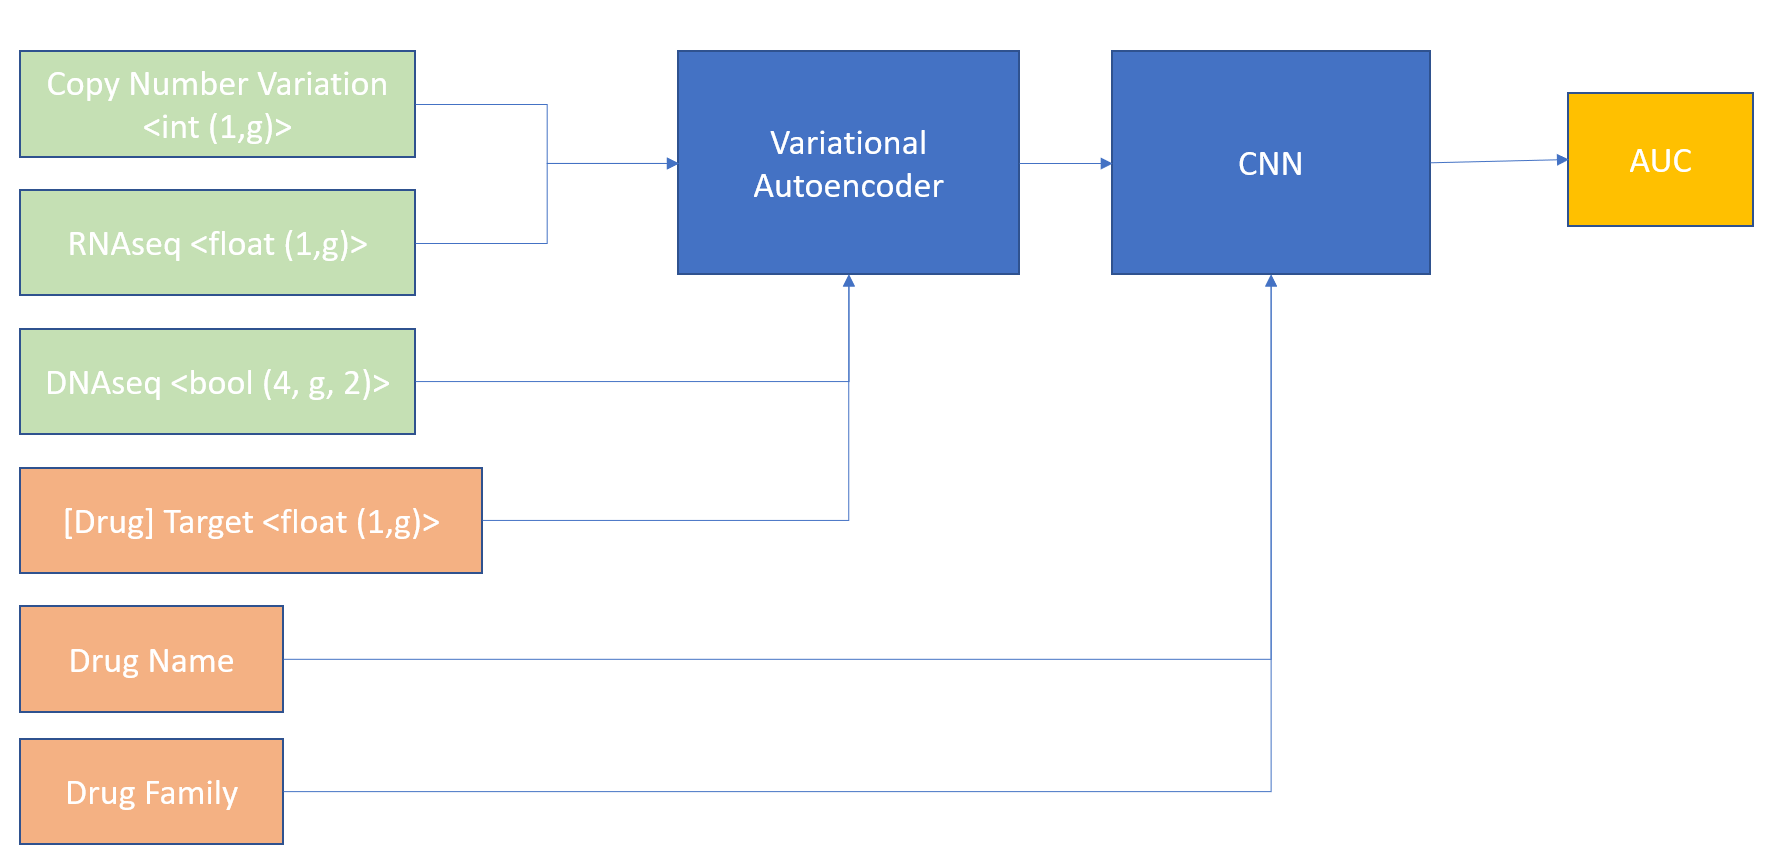 Copy Number Variation
<int (1,g)>
RNAseq <float (1,g)>
DNAseq <bool (4, g, 2)>
[Drug] Target <float (1,g)>
Drug Name
Drug Family
Variational
Autoencoder
CNN
AUC